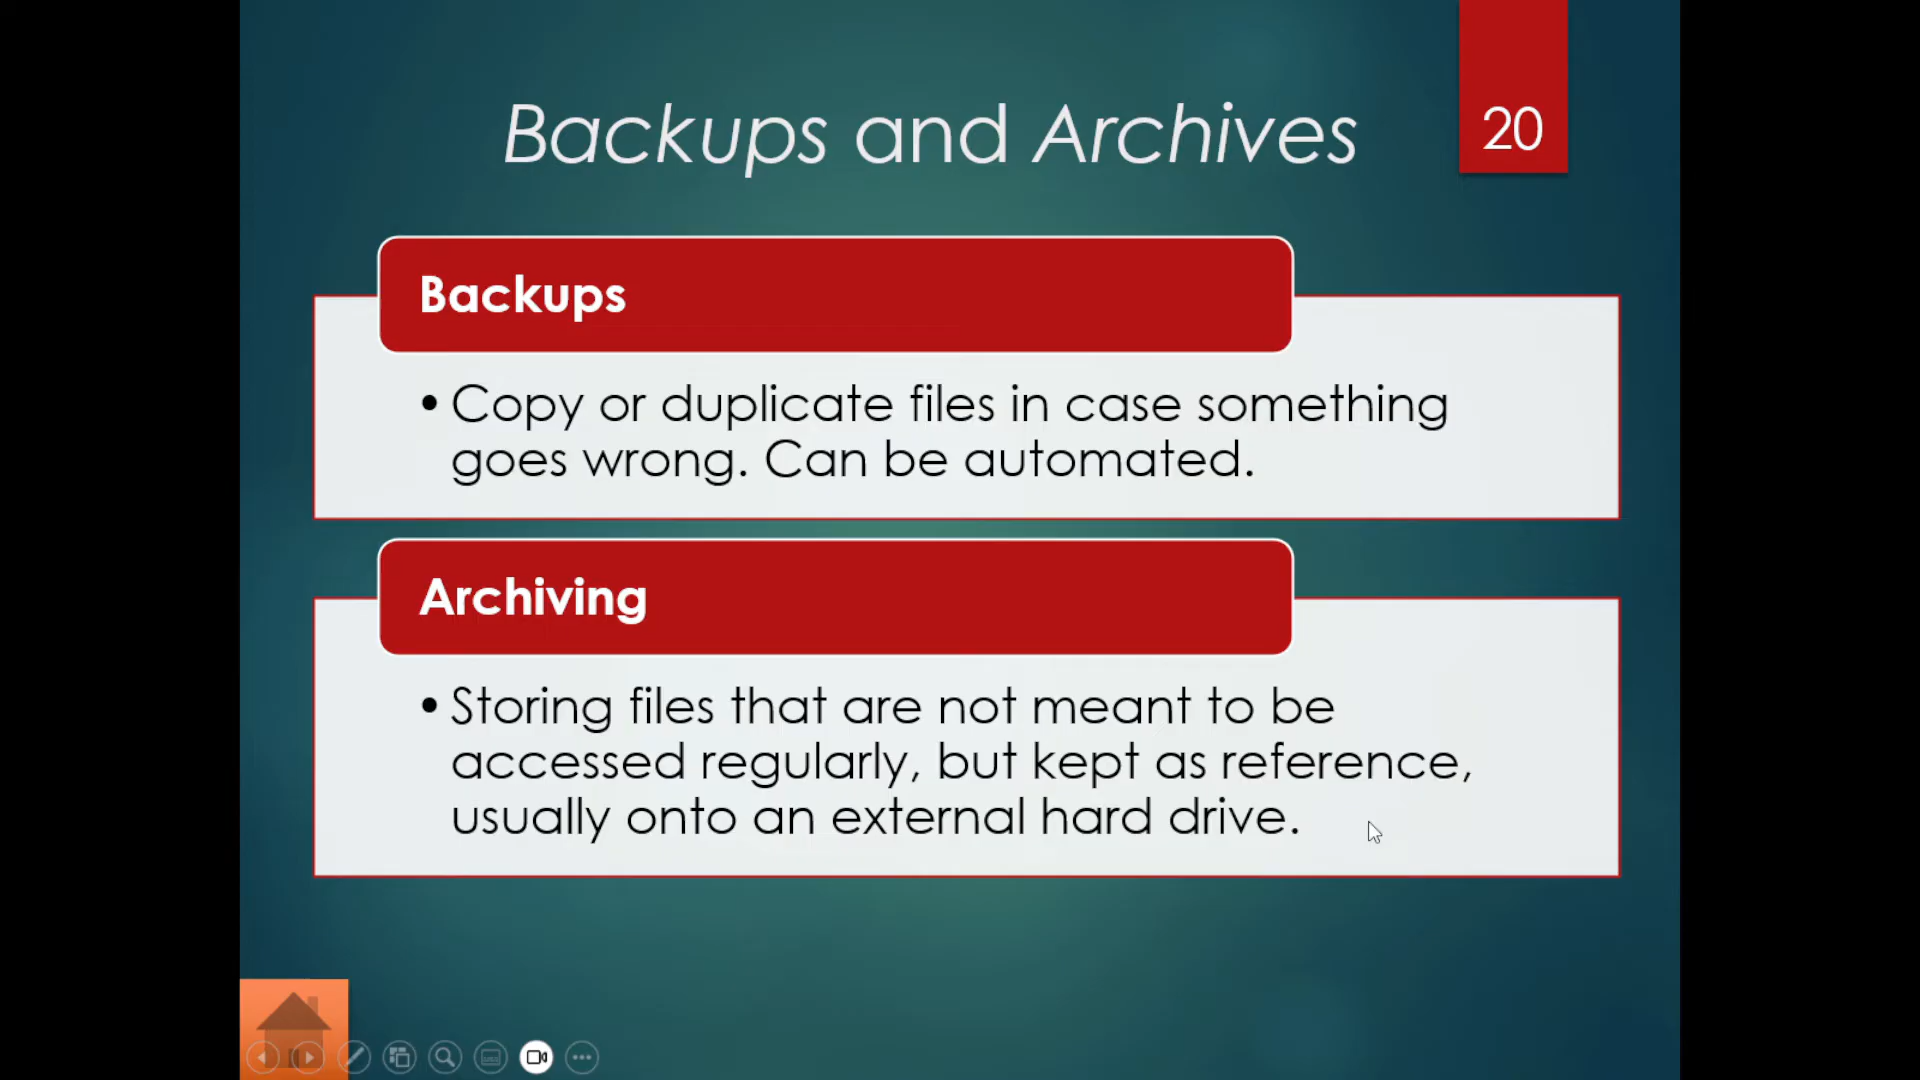 Backups and Archives
20
Backups
• Copy or duplicate files in case something
goes wrong. Can be automated.
Archiving
• Storing files that are not meant to be
accessed regularly, but kept as reference,
usually onto an external hard drive.